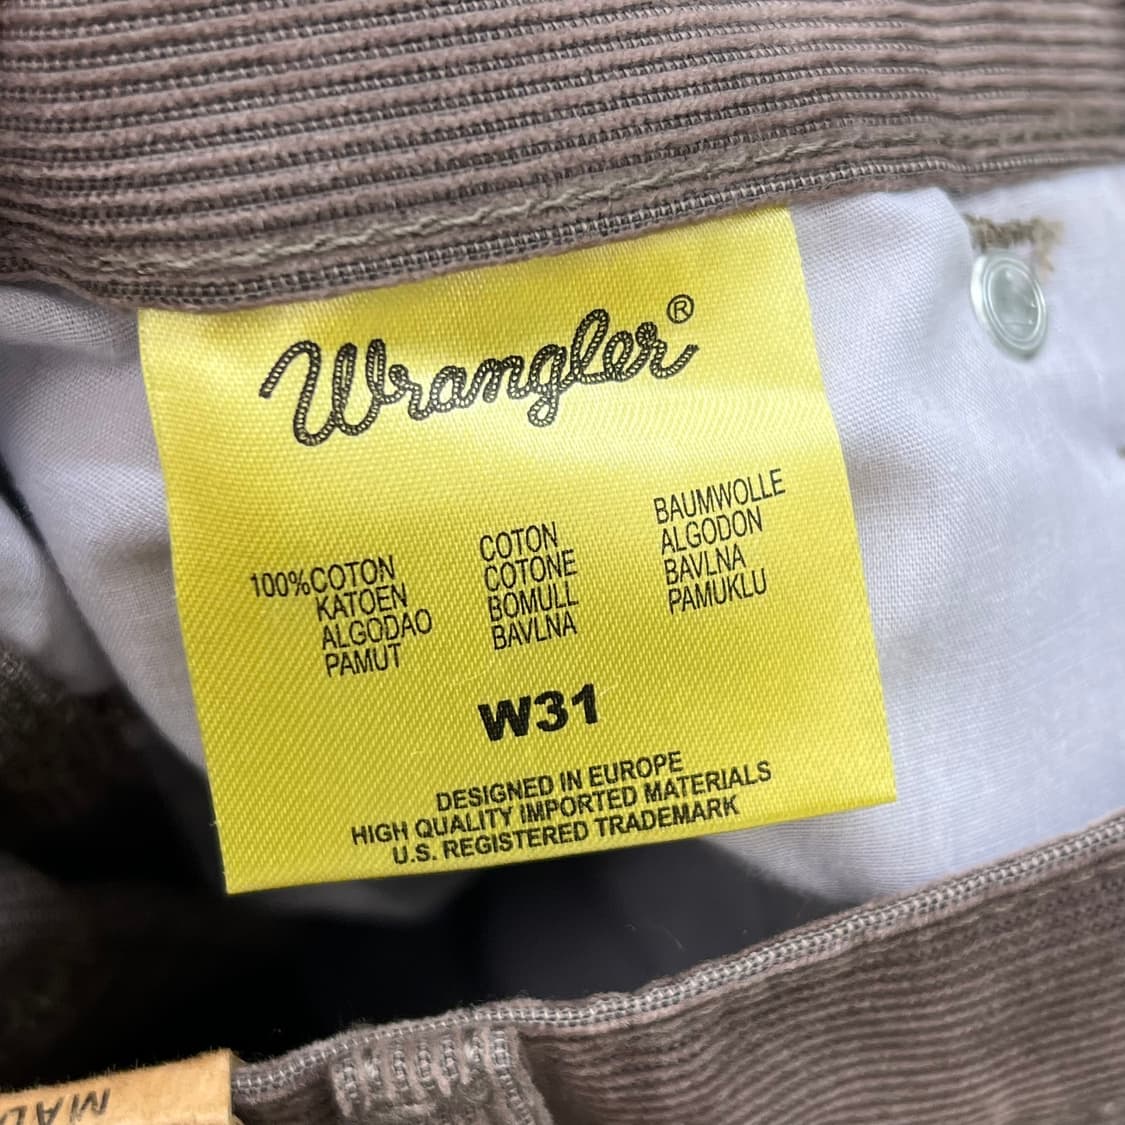 Wrangler®
100%COTON
KATOEN
ALGODAO
PAMUT
COTON
COTONE
BOMULL
BAVLNA
BAUMWOLLE
ALGODON
BAVLNA
PAMUKLU
W31
DESIGNED IN EUROPE
HIGH QUALITY IMPORTED MATERIALS
U.S. REGISTERED TRADEMARK